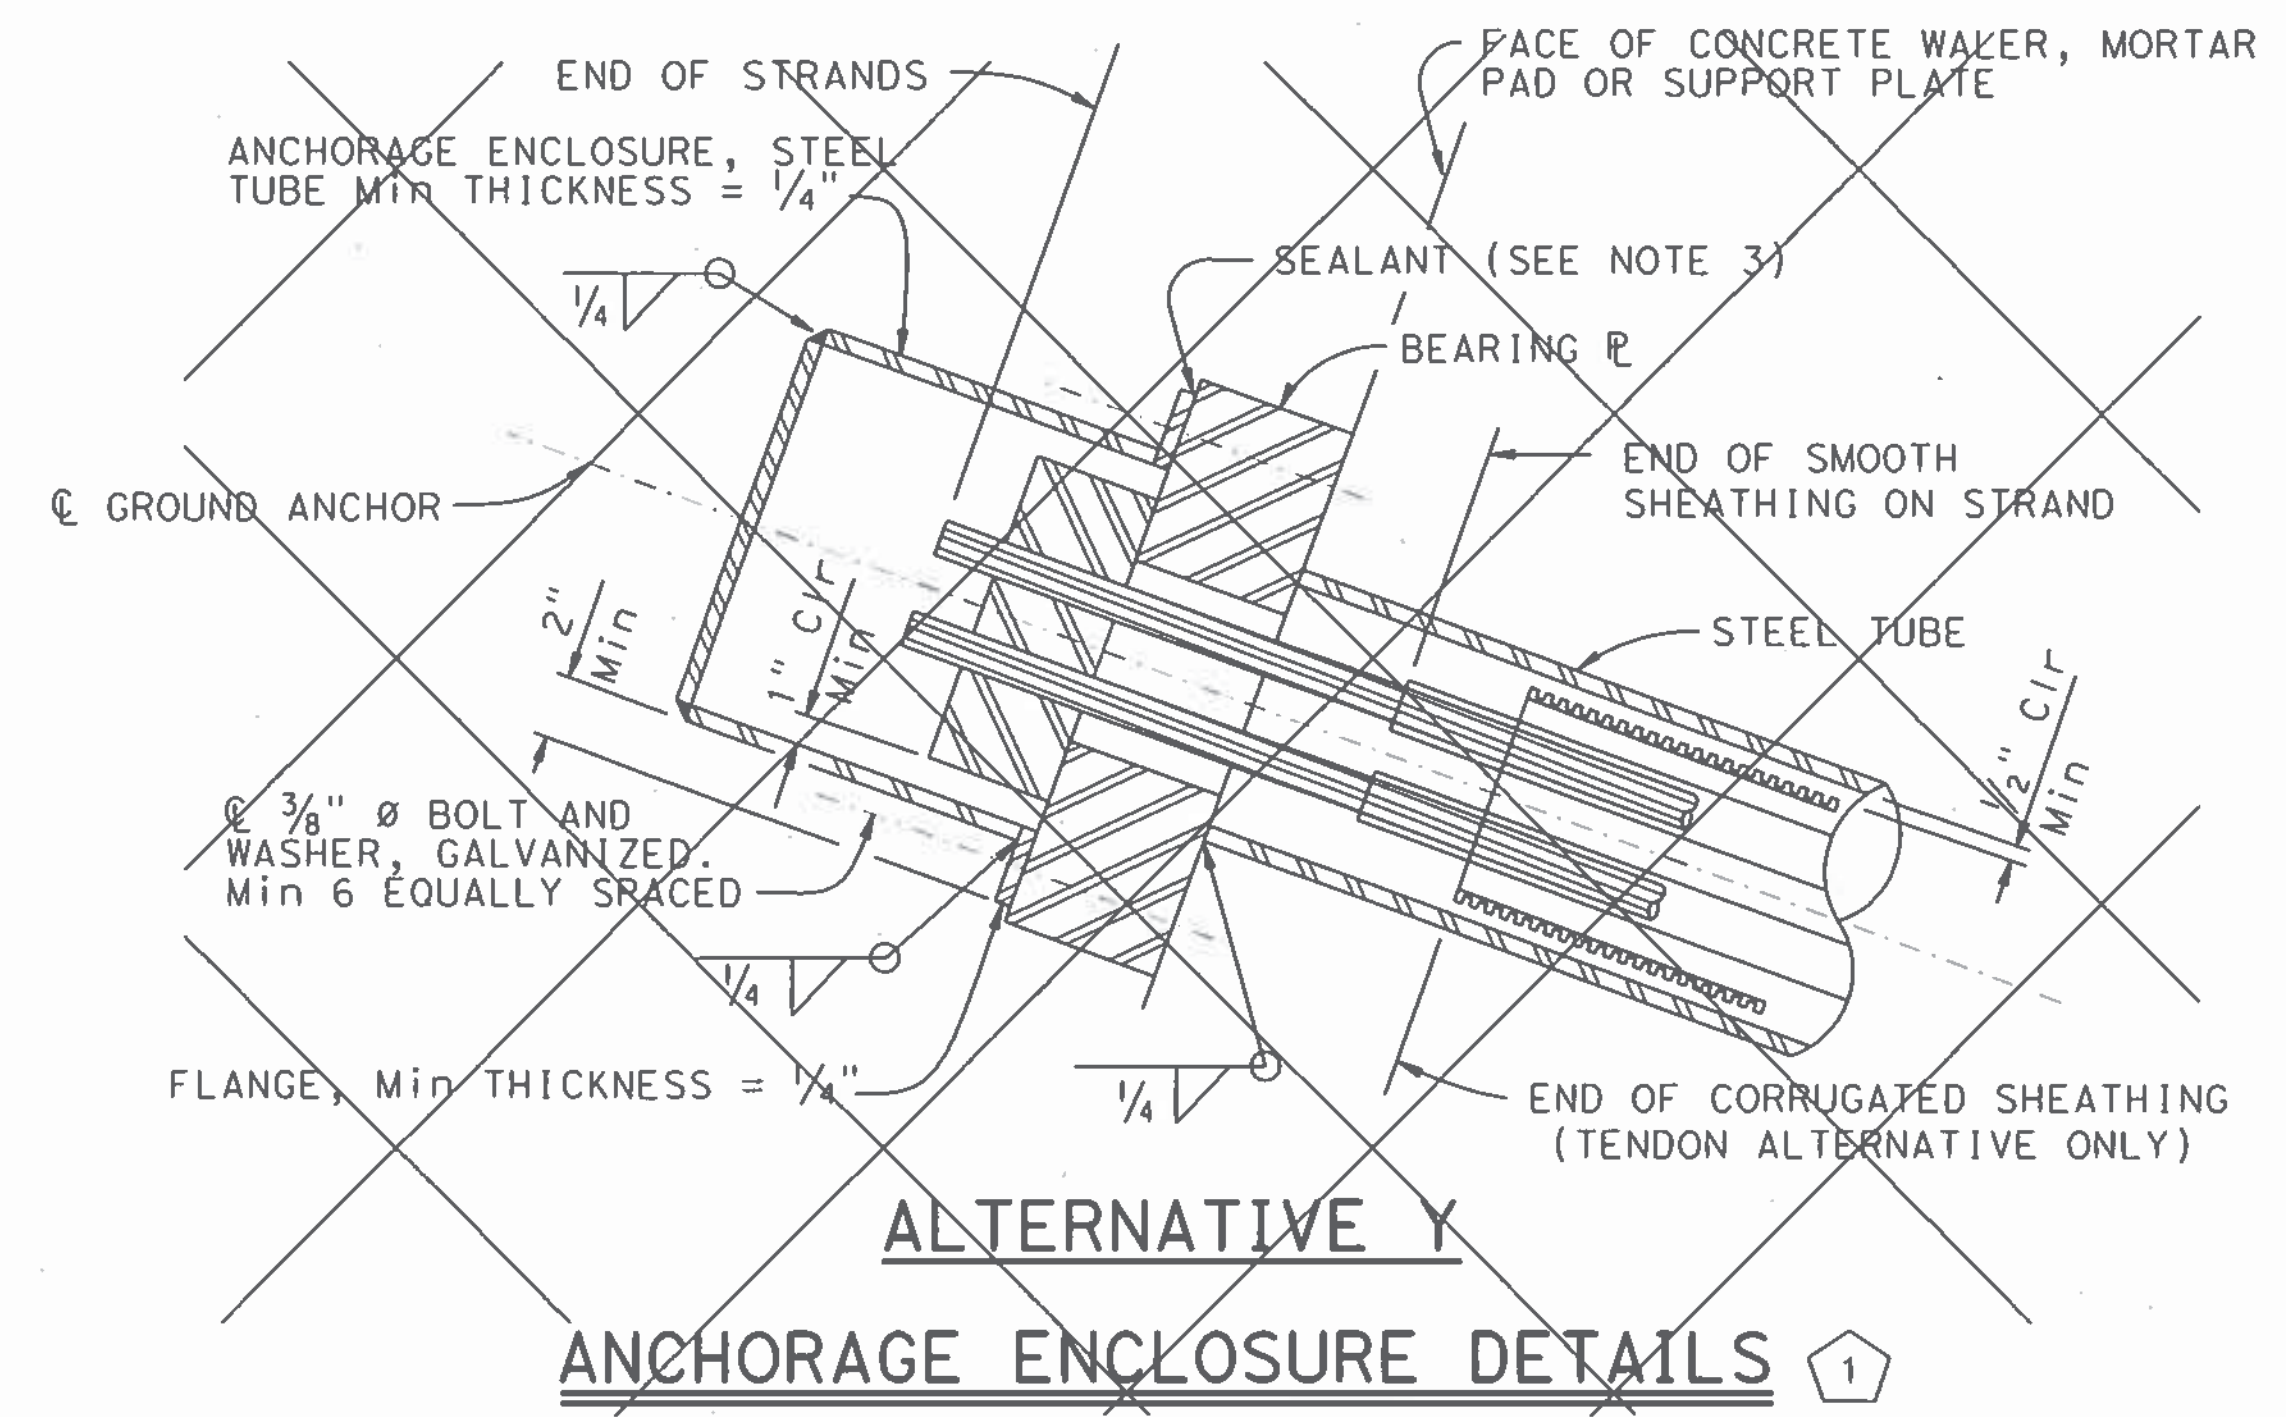 END OF STRANDS
FACE OF CONCRETE WALER, MORTAR
PAD OR SUPPORT PLATE
ANCHORAGE ENCLOSURE, STEEL
TUBE Min THICKNESS = 1/4"
SEALANT (SEE NOTE 3)
1/4
BEARING ℙL
END OF SMOOTH
SHEATHING ON STRAND
℄ GROUND ANCHOR
2"
Min
1" Clr
Min
STEEL TUBE
1/2" Clr
Min
℄ 3/8" Ø BOLT AND
WASHER, GALVANIZED.
Min 6 EQUALLY SPACED
1/4
FLANGE, Min THICKNESS = 1/4"
1/4
END OF CORRUGATED SHEATHING
(TENDON ALTERNATIVE ONLY)
ALTERNATIVE Y
ANCHORAGE ENCLOSURE DETAILS
1